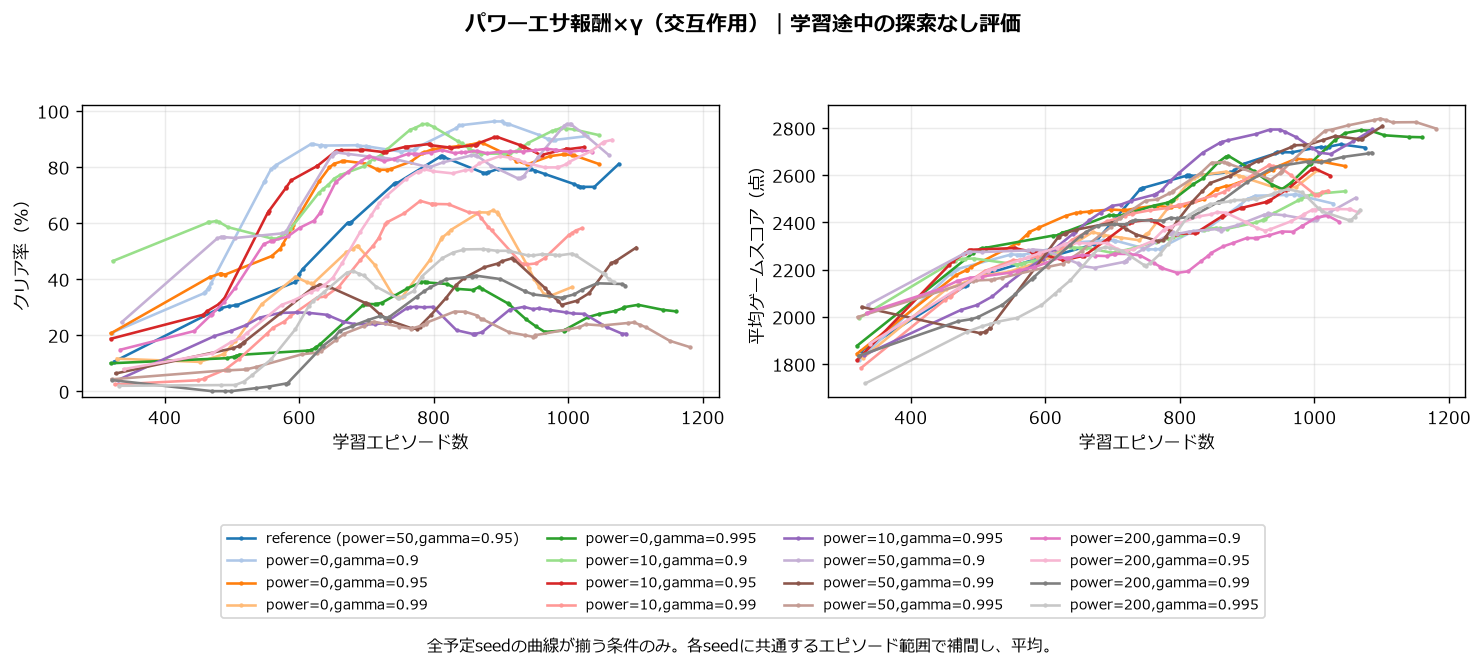 パワーエサ報酬×γ（交互作用）｜学習途中の探索なし評価
クリア率（%）
100
80
60
40
20
0
400 600 800 1000 1200
学習エピソード数
平均ゲームスコア（点）
2800
2600
2400
2200
2000
1800
400 600 800 1000 1200
学習エピソード数
reference (power=50,gamma=0.95)
power=0,gamma=0.9
power=0,gamma=0.95
power=0,gamma=0.99
power=0,gamma=0.995
power=10,gamma=0.9
power=10,gamma=0.95
power=10,gamma=0.99
power=10,gamma=0.995
power=50,gamma=0.9
power=50,gamma=0.99
power=50,gamma=0.995
power=200,gamma=0.9
power=200,gamma=0.95
power=200,gamma=0.99
power=200,gamma=0.995
全予定seedの曲線が揃う条件のみ。各seedに共通するエピソード範囲で補間し、平均。